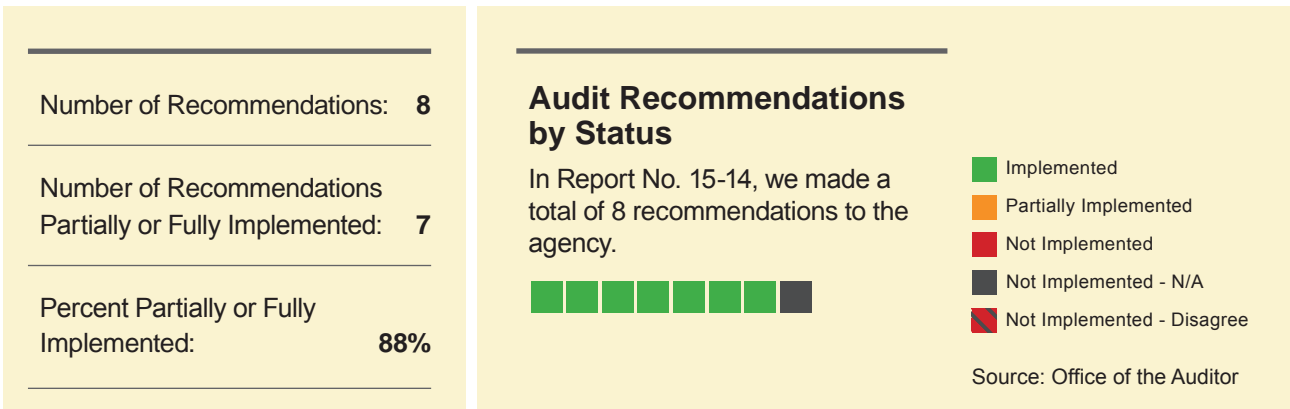 Number of Recommendations: 8
Number of Recommendations
Partially or Fully Implemented: 7
Percent Partially or Fully
Implemented: 88%
Audit Recommendations
by Status
In Report No. 15-14, we made a
total of 8 recommendations to the
agency.
Implemented
Partially Implemented
Not Implemented
Not Implemented - N/A
Not Implemented - Disagree
Source: Office of the Auditor